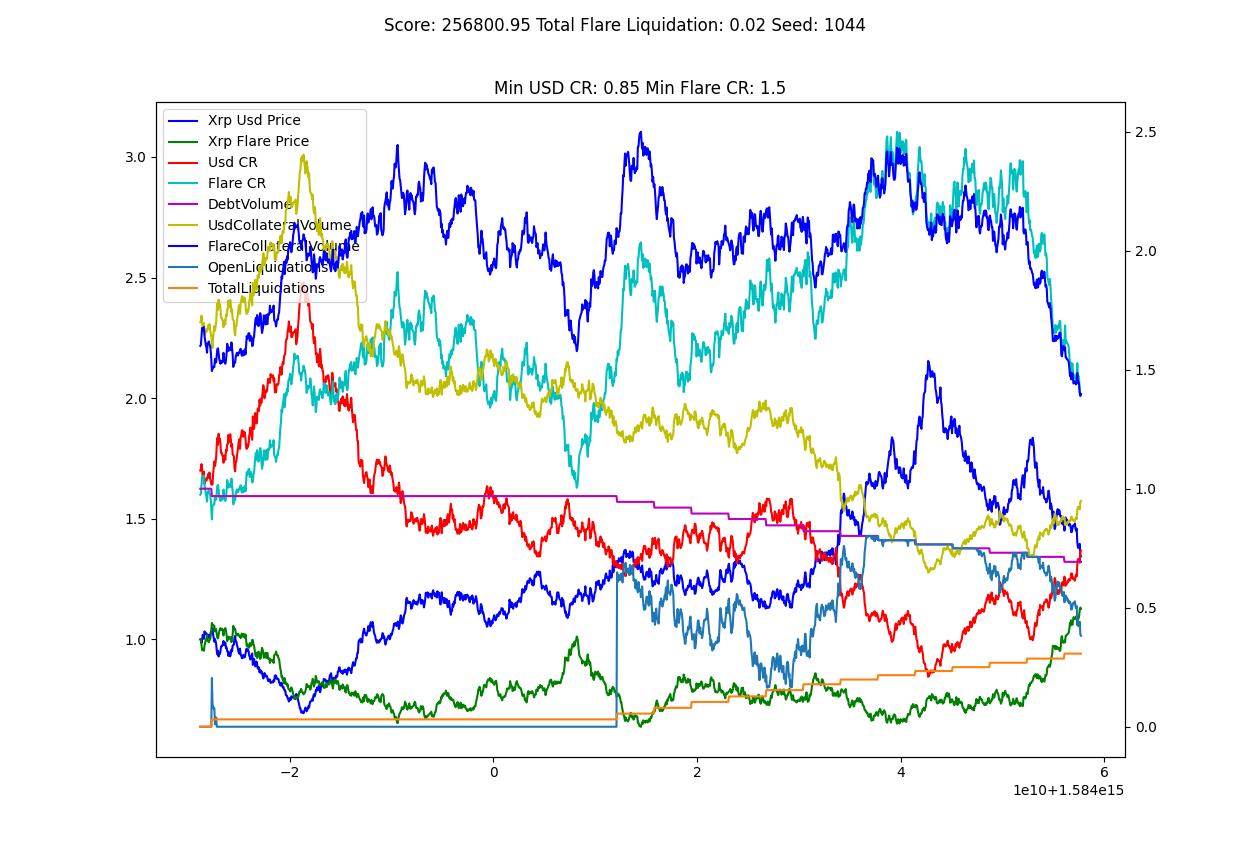 Score: 256800.95 Total Flare Liquidation: 0.02 Seed: 1044
Min USD CR: 0.85 Min Flare CR: 1.5
Xrp Usd Price
Xrp Flare Price
Usd CR
Flare CR
DebtVolume
UsdCollateralVolume
FlareCollateralVolume
OpenLiquidations
TotalLiquidations
3.0
2.5
2.0
1.5
1.0
2.5
2.0
1.5
1.0
0.5
0.0
−2
0
2
4
6
1e10+1.584e15